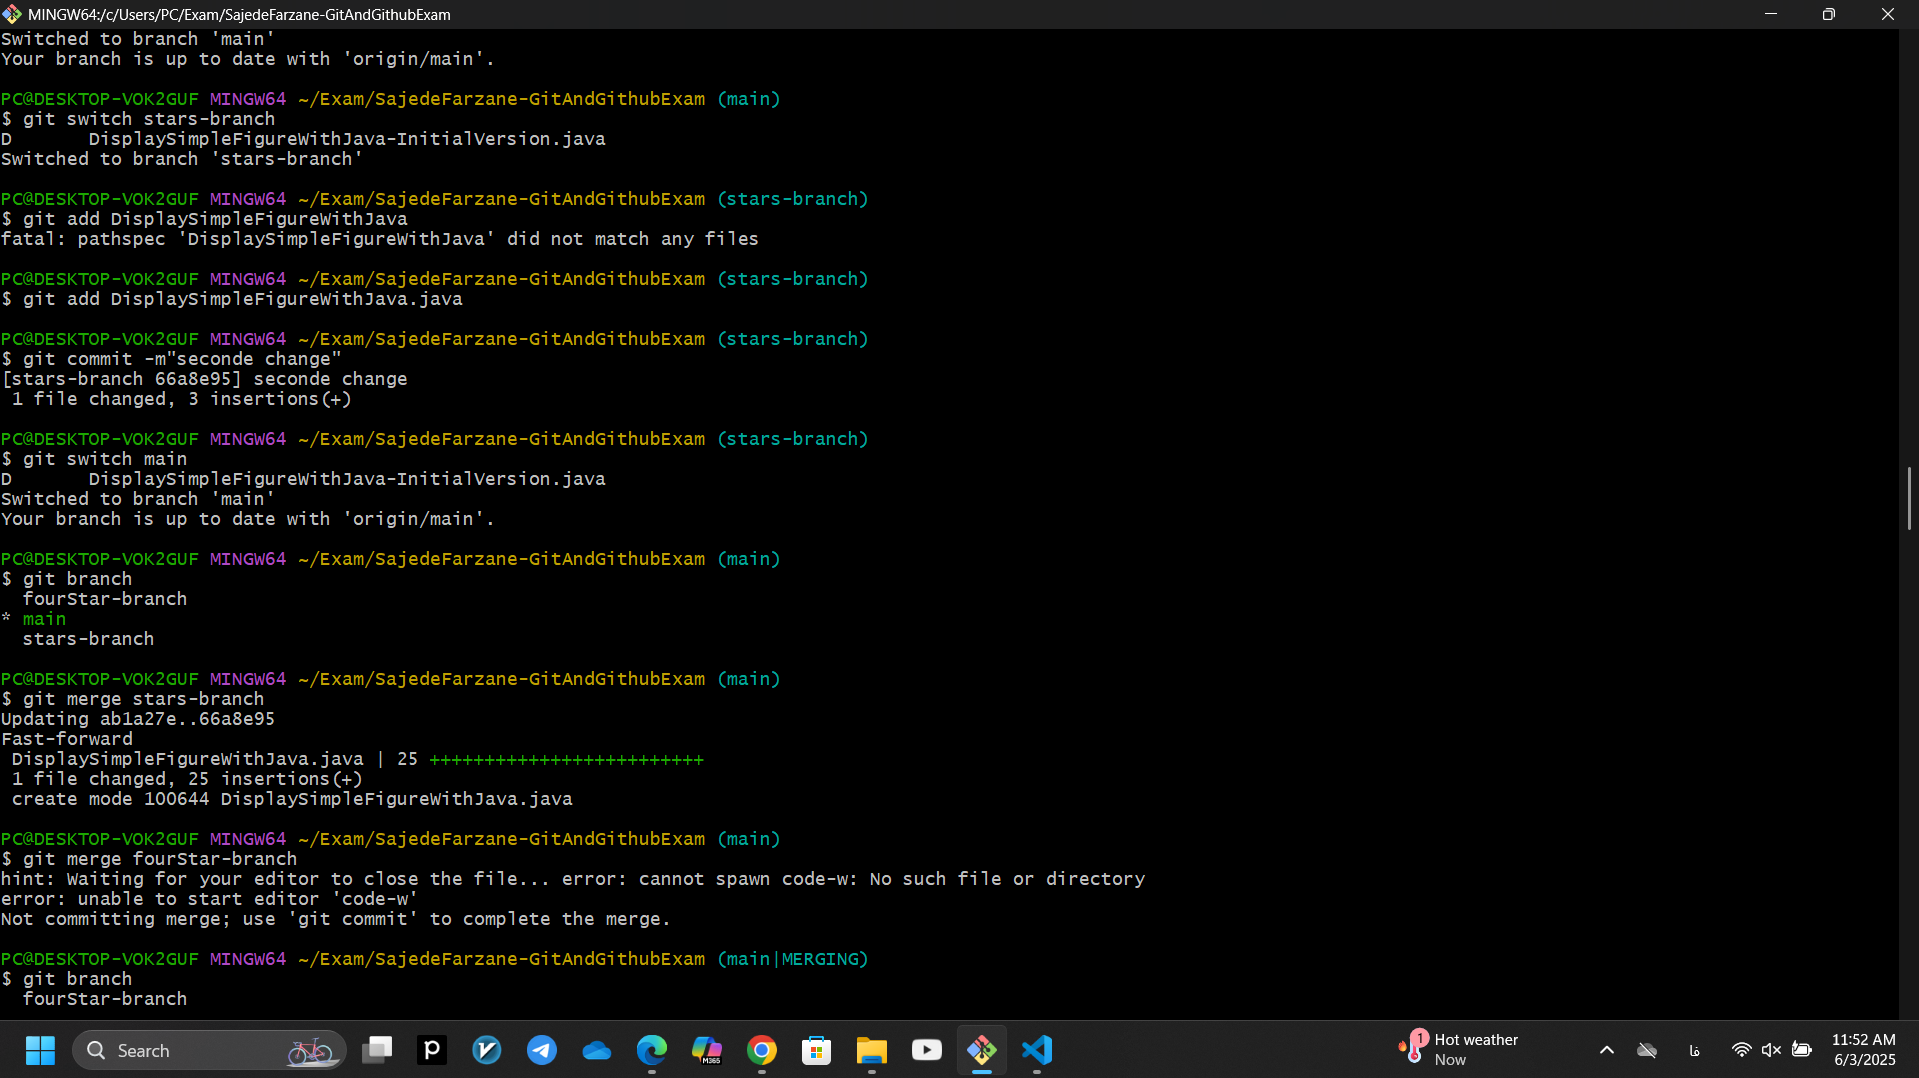 MINGW64:/c/Users/PC/Exam/SajedeFarzane-GitAndGithubExam
Switched to branch 'main'
Your branch is up to date with 'origin/main'.
PC@DESKTOP-VOK2GUF MINGW64 ~/Exam/SajedeFarzane-GitAndGithubExam (main)
$ git switch stars-branch
D       DisplaySimpleFigureWithJava-InitialVersion.java
Switched to branch 'stars-branch'
PC@DESKTOP-VOK2GUF MINGW64 ~/Exam/SajedeFarzane-GitAndGithubExam (stars-branch)
$ git add DisplaySimpleFigureWithJava
fatal: pathspec 'DisplaySimpleFigureWithJava' did not match any files
PC@DESKTOP-VOK2GUF MINGW64 ~/Exam/SajedeFarzane-GitAndGithubExam (stars-branch)
$ git add DisplaySimpleFigureWithJava.java
PC@DESKTOP-VOK2GUF MINGW64 ~/Exam/SajedeFarzane-GitAndGithubExam (stars-branch)
$ git commit -m"seconde change"
[stars-branch 66a8e95] seconde change
 1 file changed, 3 insertions(+)
PC@DESKTOP-VOK2GUF MINGW64 ~/Exam/SajedeFarzane-GitAndGithubExam (stars-branch)
$ git switch main
D       DisplaySimpleFigureWithJava-InitialVersion.java
Switched to branch 'main'
Your branch is up to date with 'origin/main'.
PC@DESKTOP-VOK2GUF MINGW64 ~/Exam/SajedeFarzane-GitAndGithubExam (main)
$ git branch
  fourStar-branch
* main
  stars-branch
PC@DESKTOP-VOK2GUF MINGW64 ~/Exam/SajedeFarzane-GitAndGithubExam (main)
$ git merge stars-branch
Updating ab1a27e..66a8e95
Fast-forward
 DisplaySimpleFigureWithJava.java | 25 +++++++++++++++++++++++++
 1 file changed, 25 insertions(+)
 create mode 100644 DisplaySimpleFigureWithJava.java
PC@DESKTOP-VOK2GUF MINGW64 ~/Exam/SajedeFarzane-GitAndGithubExam (main)
$ git merge fourStar-branch
hint: Waiting for your editor to close the file... error: cannot spawn code-w: No such file or directory
error: unable to start editor 'code-w'
Not committing merge; use 'git commit' to complete the merge.
PC@DESKTOP-VOK2GUF MINGW64 ~/Exam/SajedeFarzane-GitAndGithubExam (main|MERGING)
$ git branch
  fourStar-branch
Search
p
M365
1
Hot weather
Now
فا
11:52 AM
6/3/2025